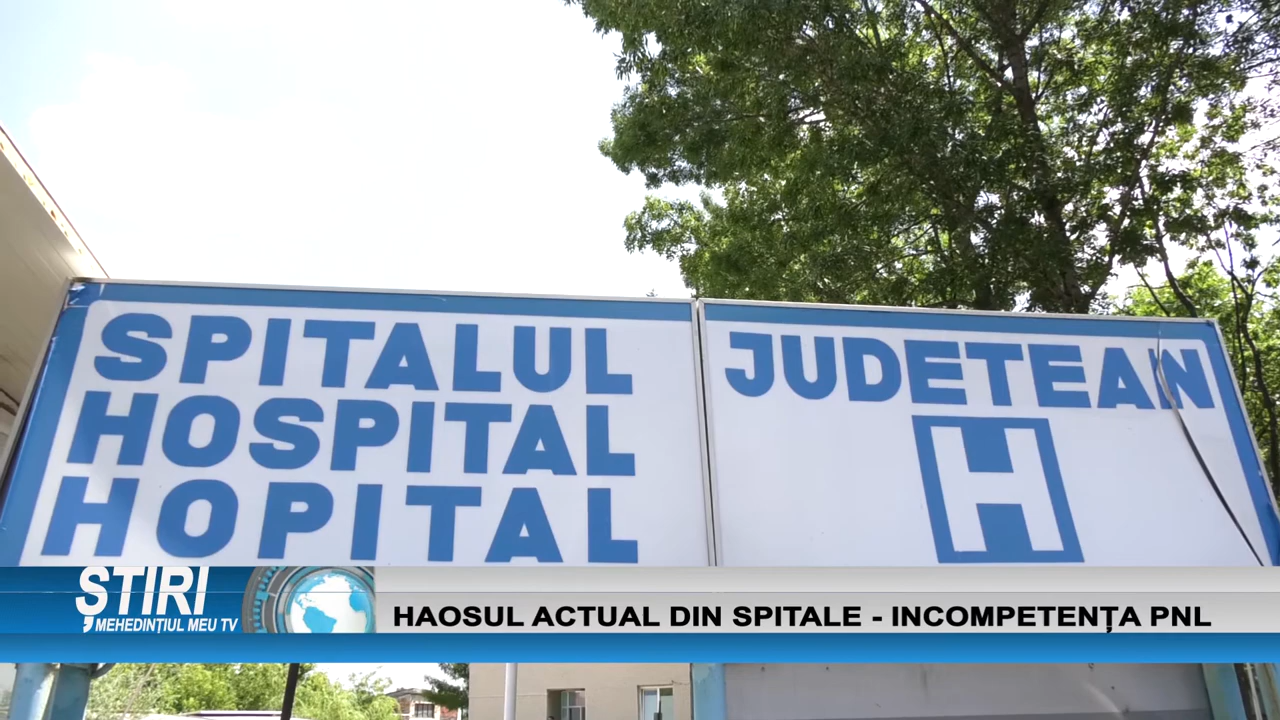 SPITALUL JUDETEAN
HOSPITAL
HOPITAL
H
ȘTIRI
MEHEDINȚIUL MEU TV
HAOSUL ACTUAL DIN SPITALE - INCOMPETENȚA PNL